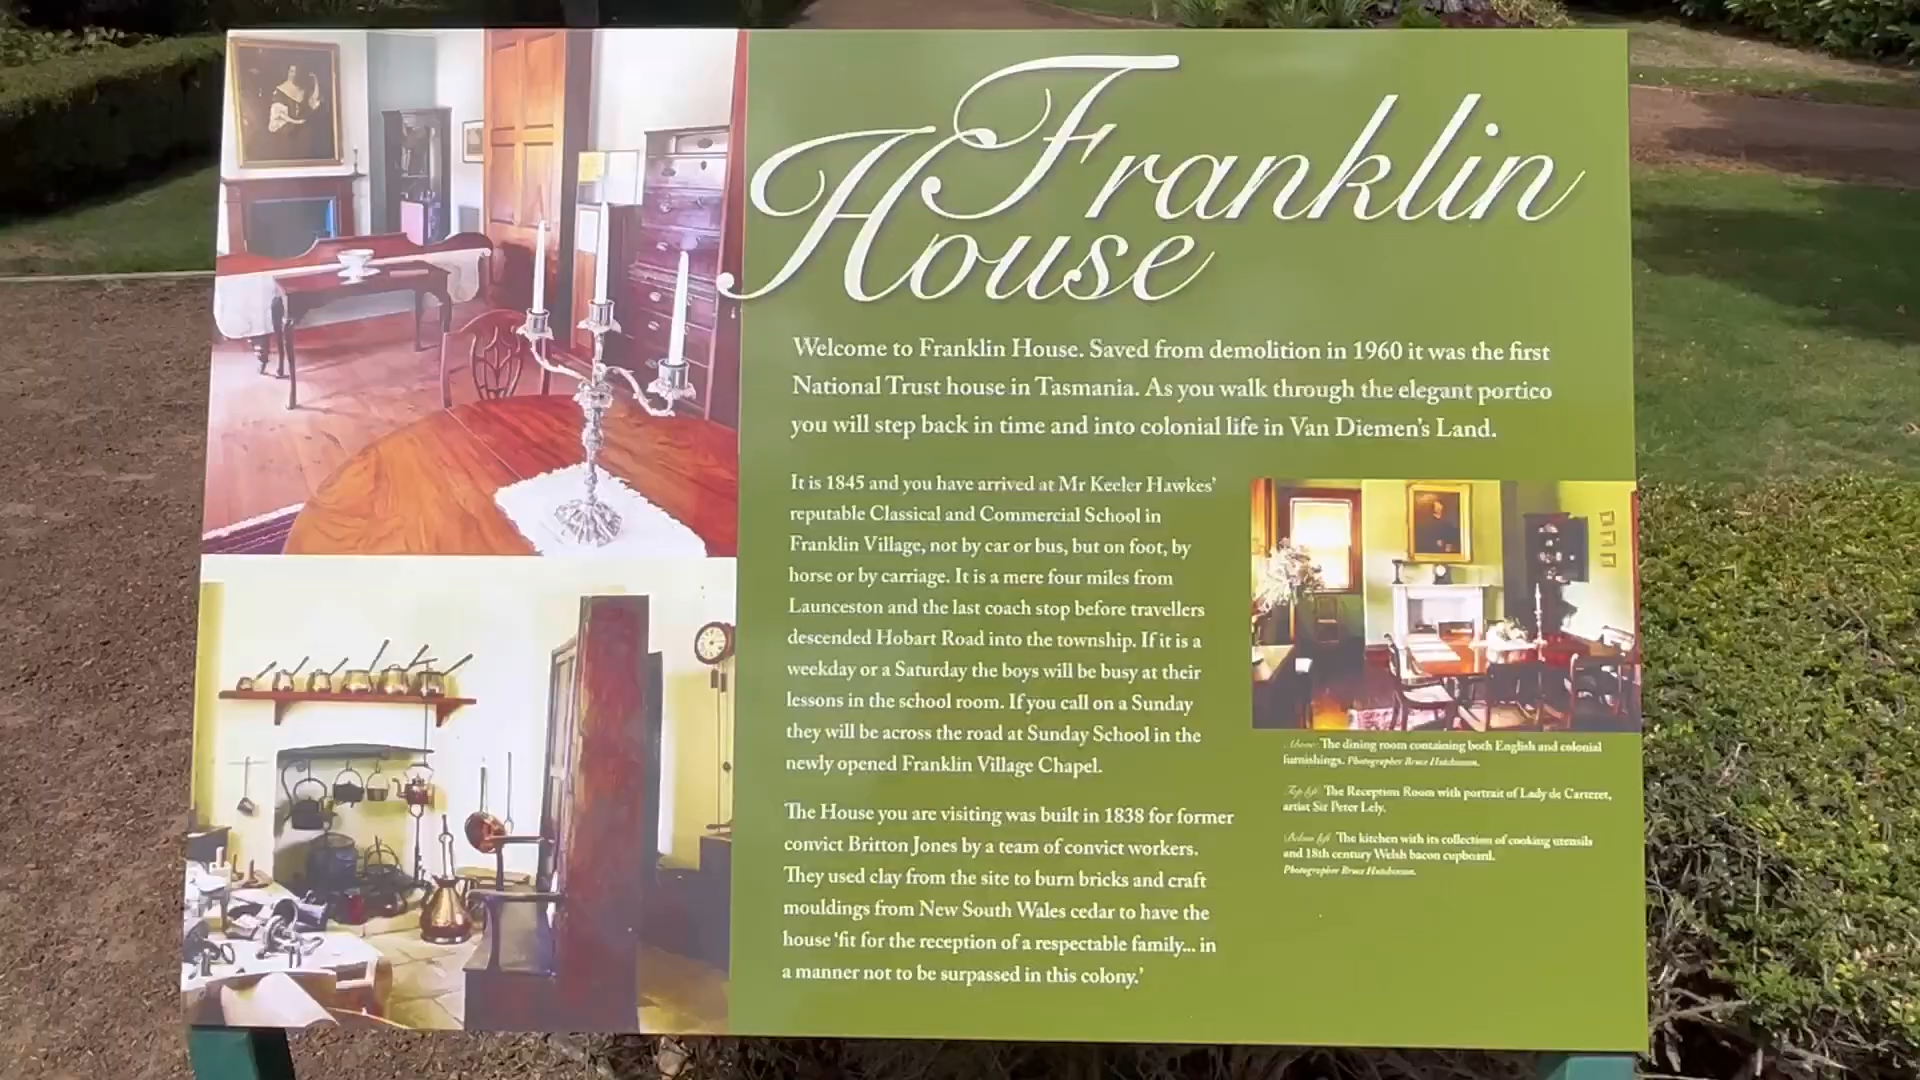 Franklin
House
Welcome to Franklin House. Saved from demolition in 1960 it was the first
National Trust house in Tasmania. As you walk through the elegant portico
you will step back in time and into colonial life in Van Diemen's Land.
It is 1845 and you have arrived at Mr Keeler Hawkes'
reputable Classical and Commercial School in
Franklin Village, not by car or bus, but on foot, by
horse or by carriage. It is a mere four miles from
Launceston and the last coach stop before travellers
descended Hobart Road into the township. If it is a
weekday or a Saturday the boys will be busy at their
lessons in the school room. If you call on a Sunday
they will be across the road at Sunday School in the
newly opened Franklin Village Chapel.
The House you are visiting was built in 1838 for former
convict Britton Jones by a team of convict workers.
They used clay from the site to burn bricks and craft
mouldings from New South Wales cedar to have the
house 'fit for the reception of a respectable family... in
a manner not to be surpassed in this colony.'
Above The dining room containing both English and colonial
furnishings. Photographer Bruce Hutchinson.
Top left The Reception Room with portrait of Lady de Carteret,
artist Sir Peter Lely.
Below left The kitchen with its collection of cooking utensils
and 18th century Welsh bacon cupboard.
Photographer Bruce Hutchinson.